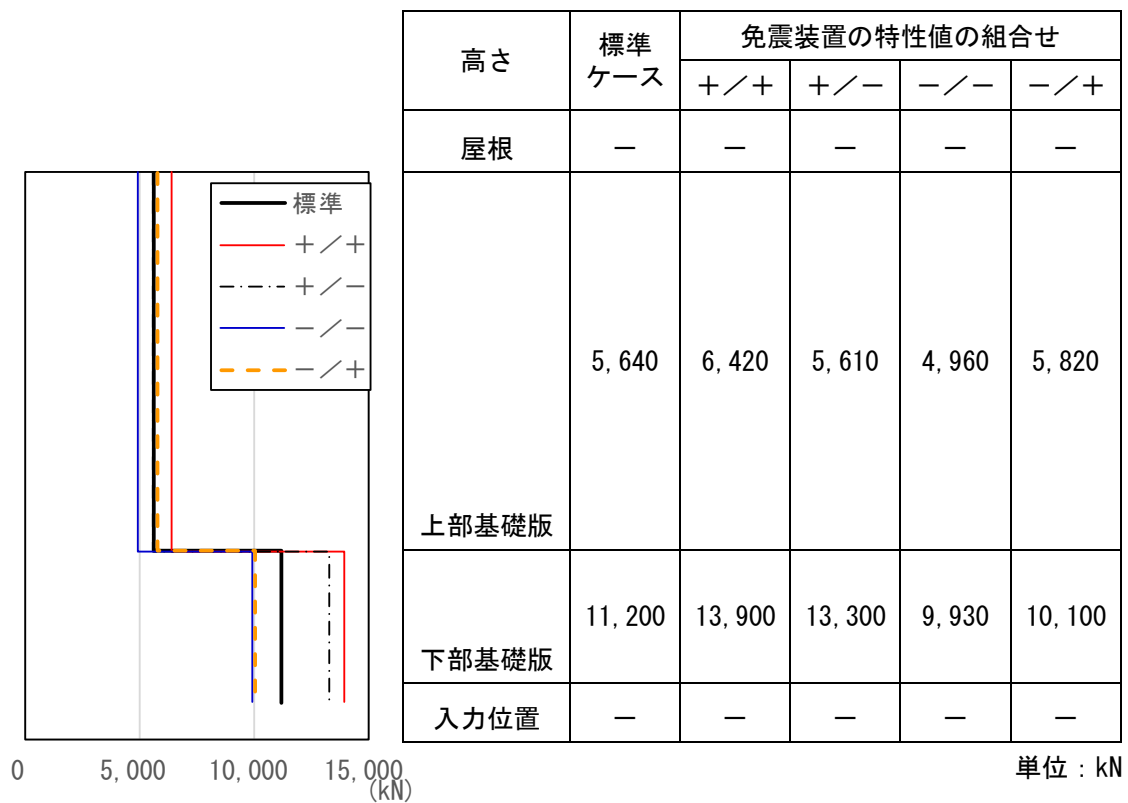 高さ 標準ケース 免震装置の特性値の組合せ
＋／＋ ＋／－ －／－ －／＋
屋根 － － － － －
標準
＋／＋
＋／－
－／－
－／＋
5,640 6,420 5,610 4,960 5,820
上部基礎版
11,200 13,900 13,300 9,930 10,100
下部基礎版
入力位置 － － － － －
0 5,000 10,000 15,000
(kN)
単位：kN